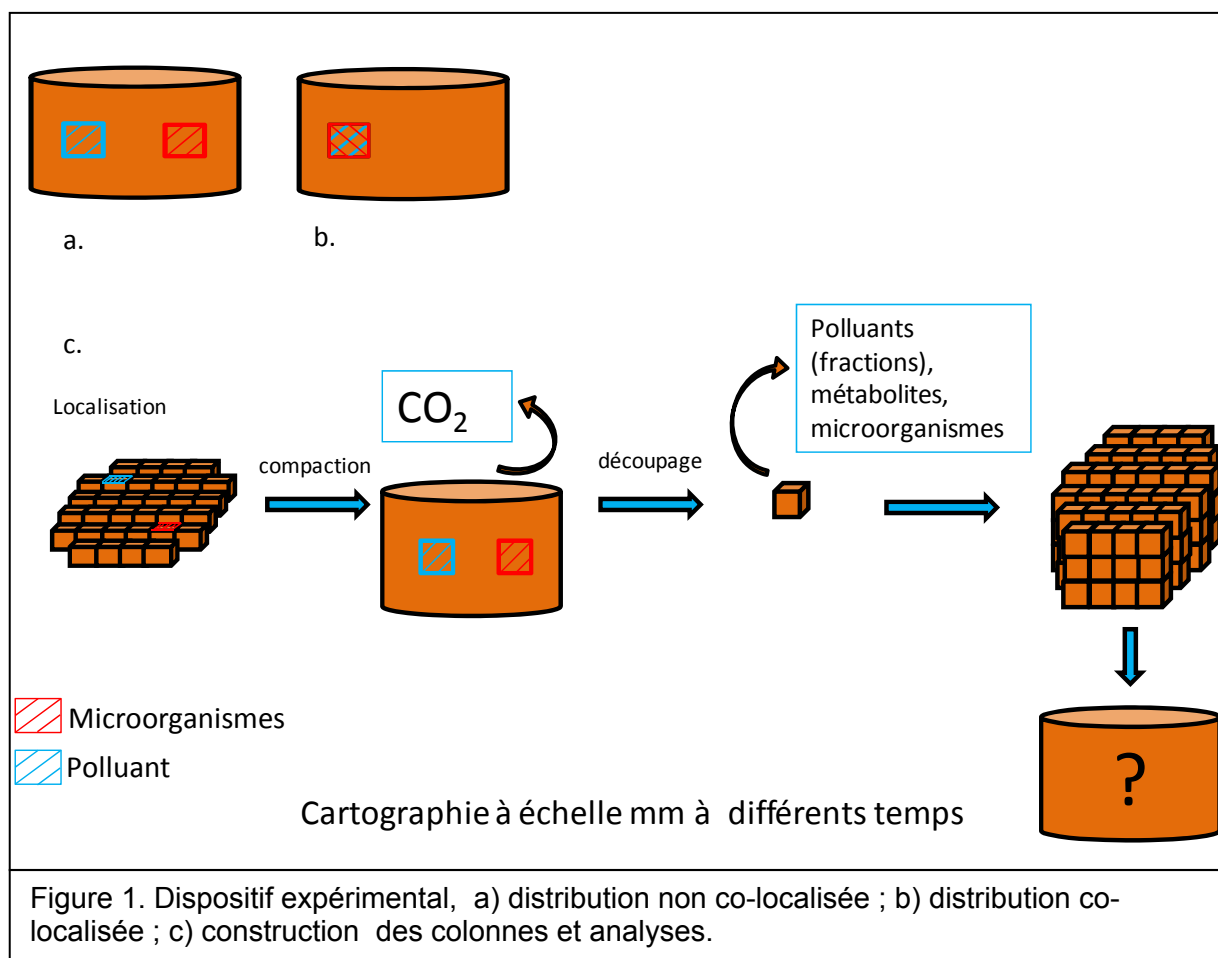 a.
b.
c.
Localisation
compaction
CO2
découpage
Polluants
(fractions),
métabolites,
microorganismes
Microorganismes
Polluant
?
Cartographie à échelle mm à différents temps
Figure 1. Dispositif expérimental, a) distribution non co-localisée ; b) distribution co-
localisée ; c) construction des colonnes et analyses.